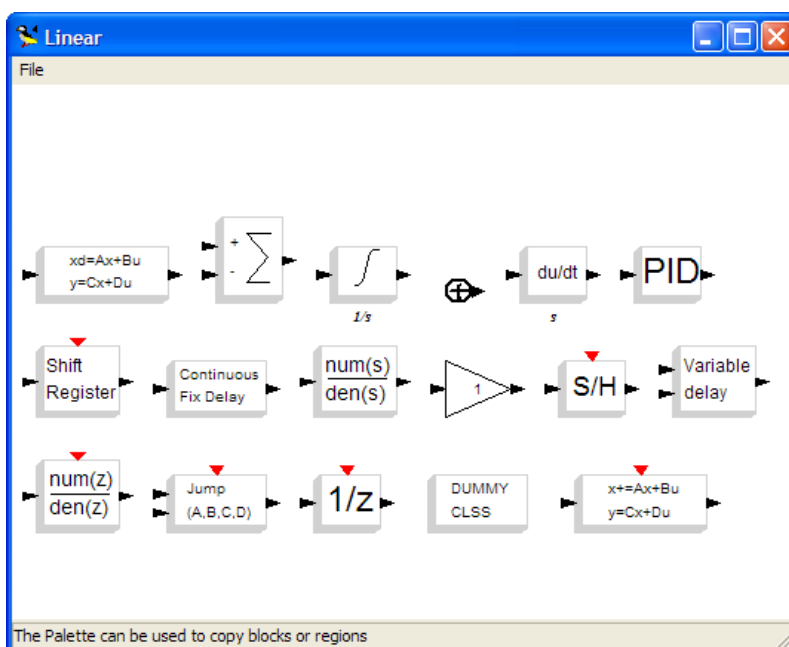 Linear
File
xd=Ax+Bu
y=Cx+Du
+
-
∑
∫
1/s
+
du/dt
s
PID
Shift
Register
Continuous
Fix Delay
num(s)
den(s)
1
S/H
Variable
delay
num(z)
den(z)
Jump
(A,B,C,D)
1/z
DUMMY
CLSS
x+=Ax+Bu
y=Cx+Du
The Palette can be used to copy blocks or regions